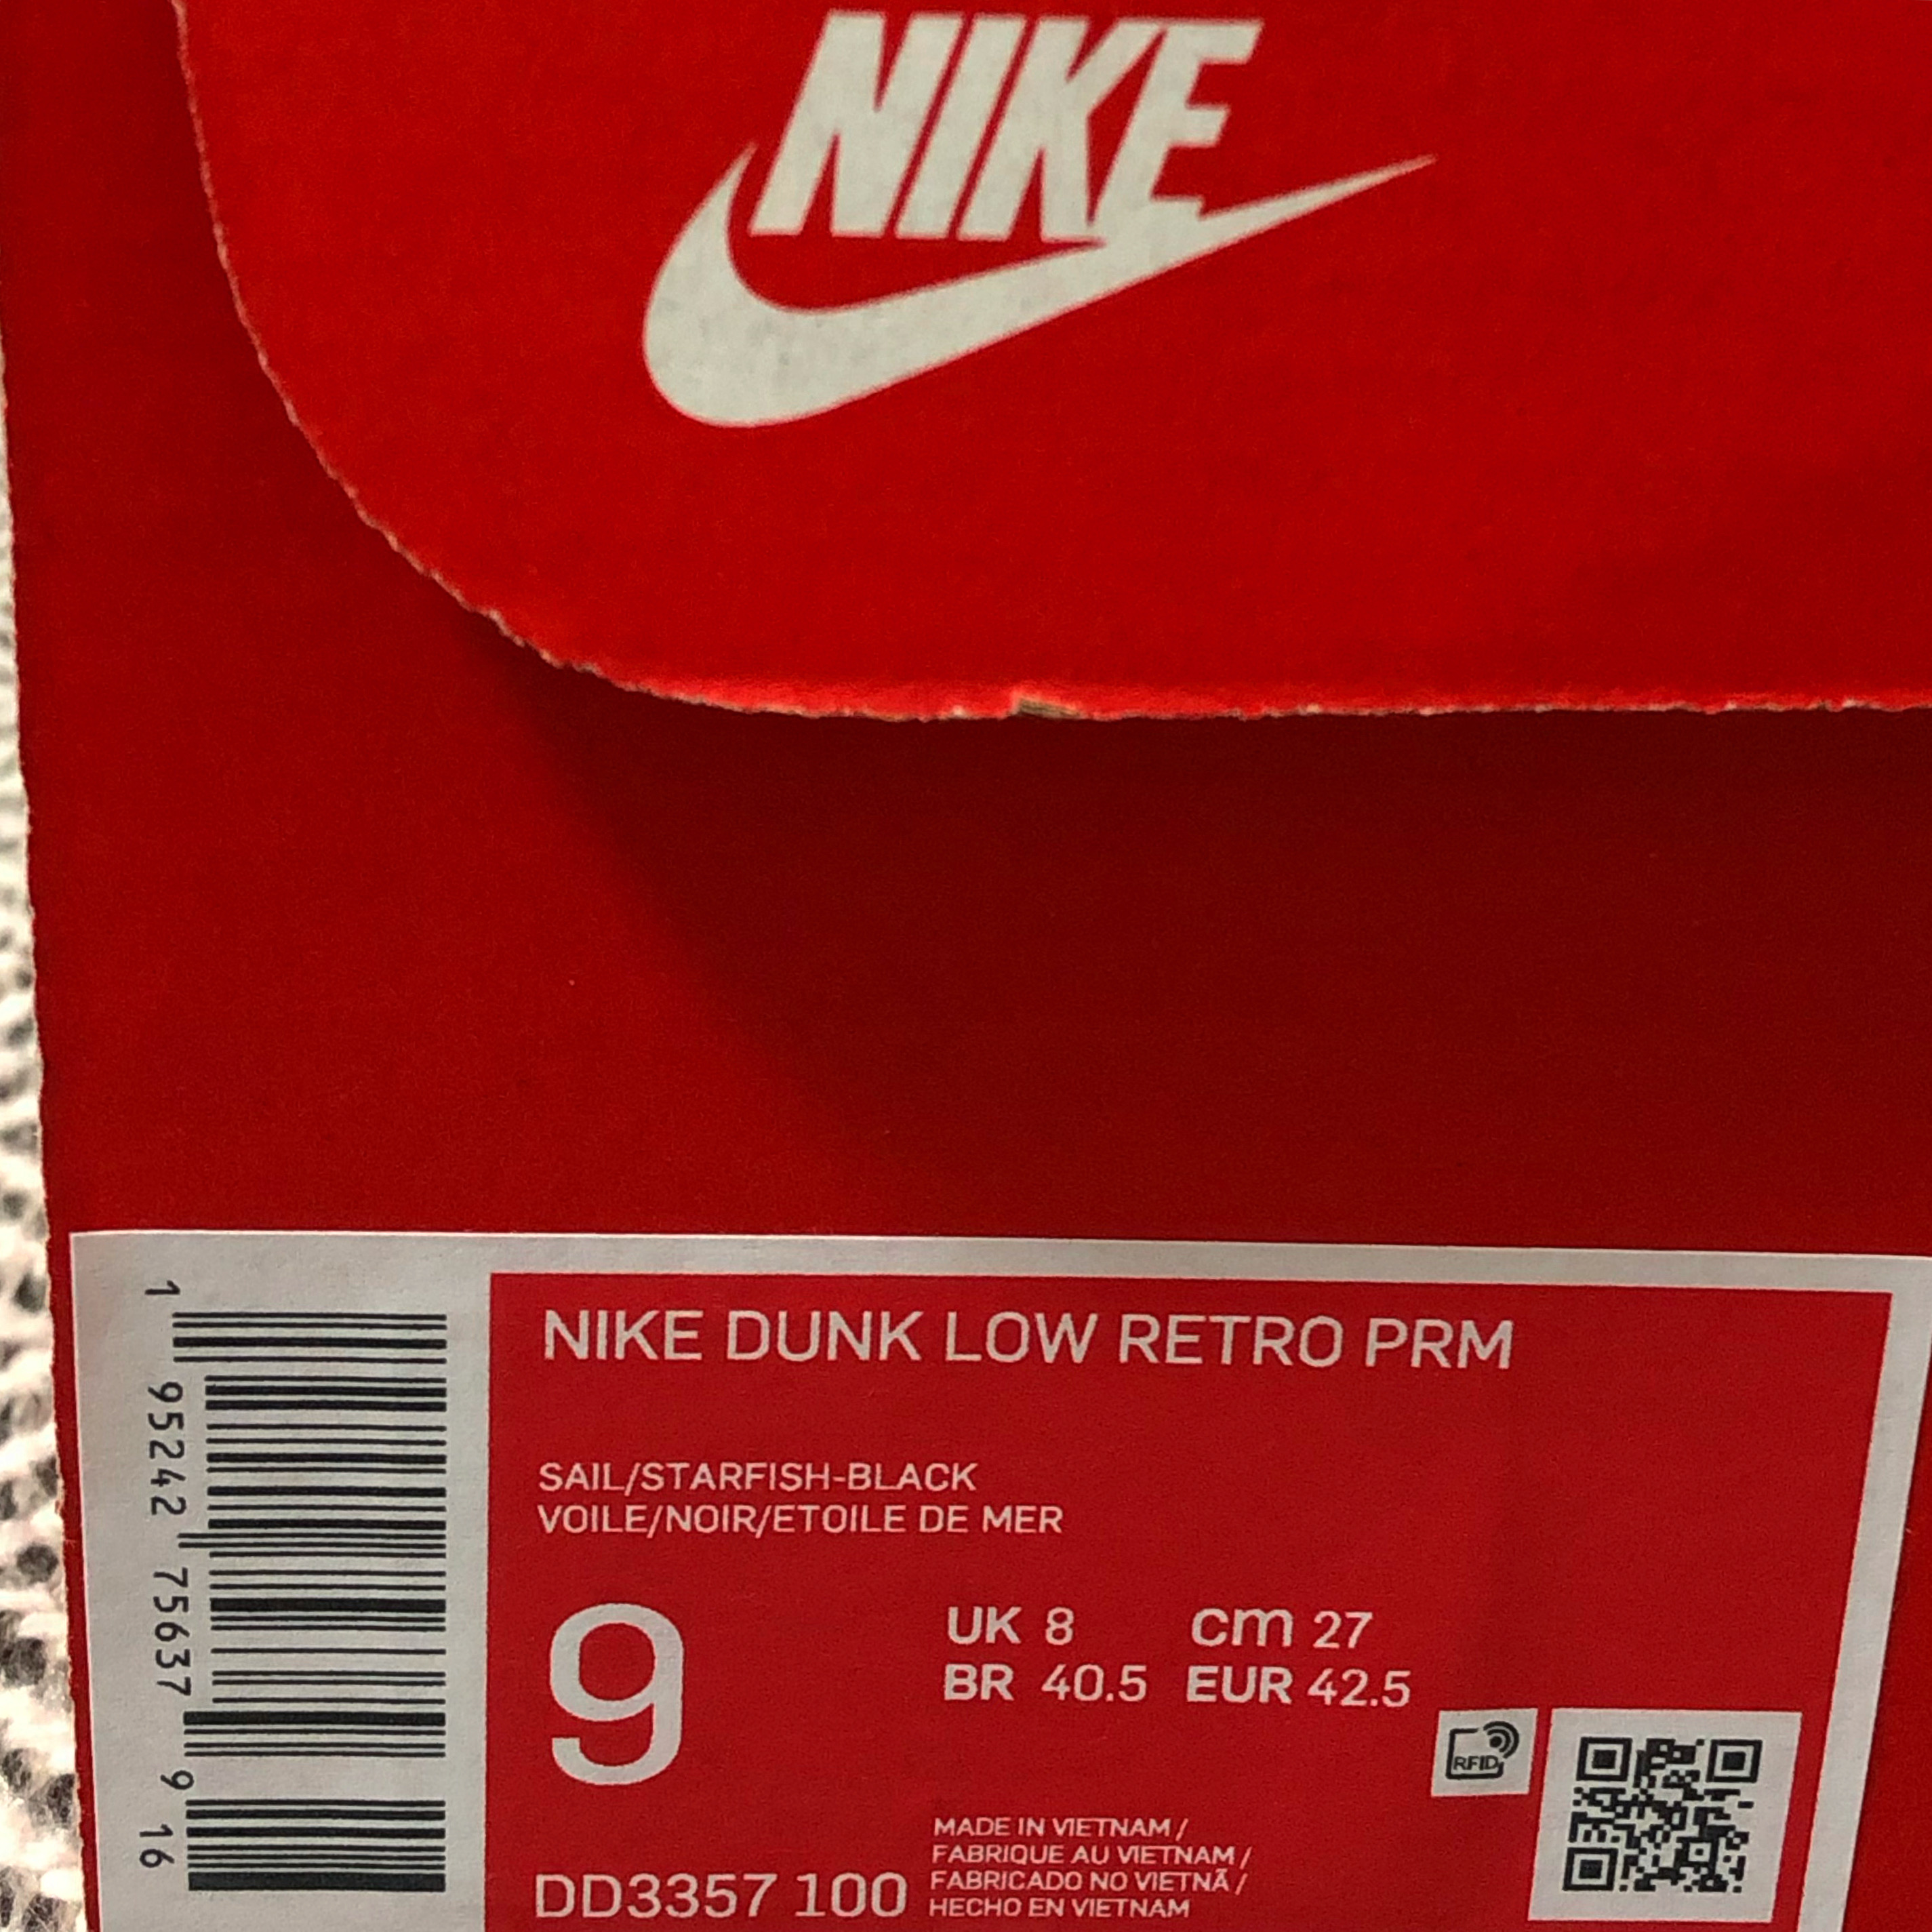 NIKE
NIKE DUNK LOW RETRO PRM
SAIL/STARFISH-BLACK
VOILE/NOIR/ETOILE DE MER
9
UK 8 cm 27
BR 40.5 EUR 42.5
RFID
MADE IN VIETNAM /
FABRIQUE AU VIETNAM /
FABRICADO NO VIETNÃ /
HECHO EN VIETNAM
DD3357 100
1 95242 75637 9 16